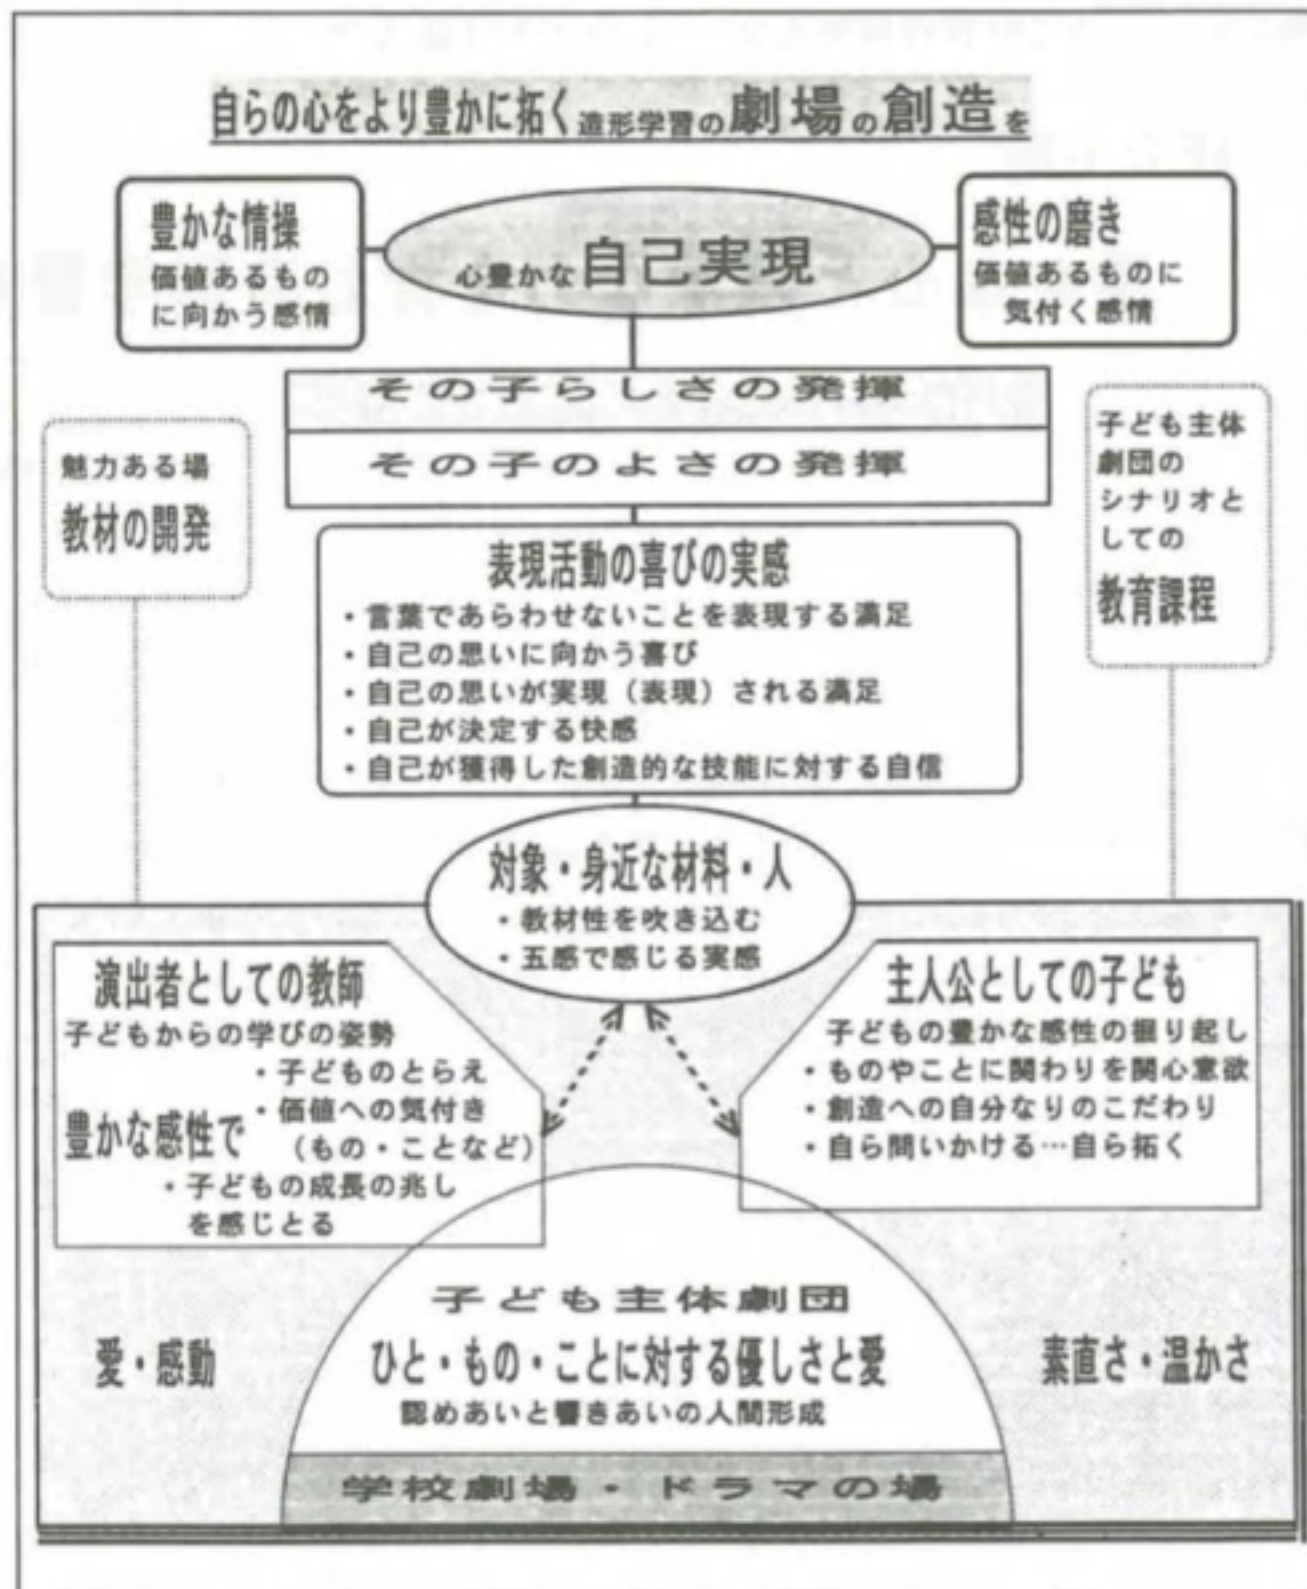 自らの心をより豊かに拓く造形学習の劇場の創造を
豊かな情操
価値あるもの
に向かう感情
心豊かな自己実現
感性の磨き
価値あるものに
気付く感情
その子らしさの発揮
その子のよさの発揮
魅力ある場
教材の開発
子ども主体
劇団の
シナリオと
しての
教育課程
表現活動の喜びの実感
・言葉であらわせないことを表現する満足
・自己の思いに向かう喜び
・自己の思いが実現（表現）される満足
・自己が決定する快感
・自己が獲得した創造的な技能に対する自信
対象・身近な材料・人
・教材性を吹き込む
・五感で感じる実感
演出者としての教師
子どもからの学びの姿勢
・子どものとらえ
・価値への気付き
豊かな感性で（もの・ことなど）
・子どもの成長の兆し
を感じとる
主人公としての子ども
子どもの豊かな感性の掘り起し
・ものやことに関わりを関心意欲
・創造への自分なりのこだわり
・自ら問いかける…自ら拓く
子ども主体劇団
ひと・もの・ことに対する優しさと愛
認めあいと響きあいの人間形成
愛・感動
素直さ・温かさ
学校劇場・ドラマの場